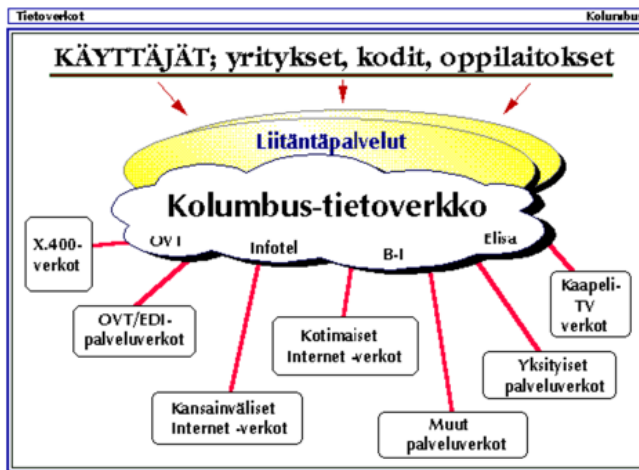 Tietoverkot
Kolumbus
KÄYTTÄJÄT; yritykset, kodit, oppilaitokset
Liitäntäpalvelut
Kolumbus-tietoverkko
OVT
Infotel
B-I
Elisa
X.400-
verkot
OVT/EDI-
palveluverkot
Kansainväliset
Internet -verkot
Kotimaiset
Internet -verkot
Muut
palveluverkot
Yksityiset
palveluverkot
Kaapeli-
TV
verkot